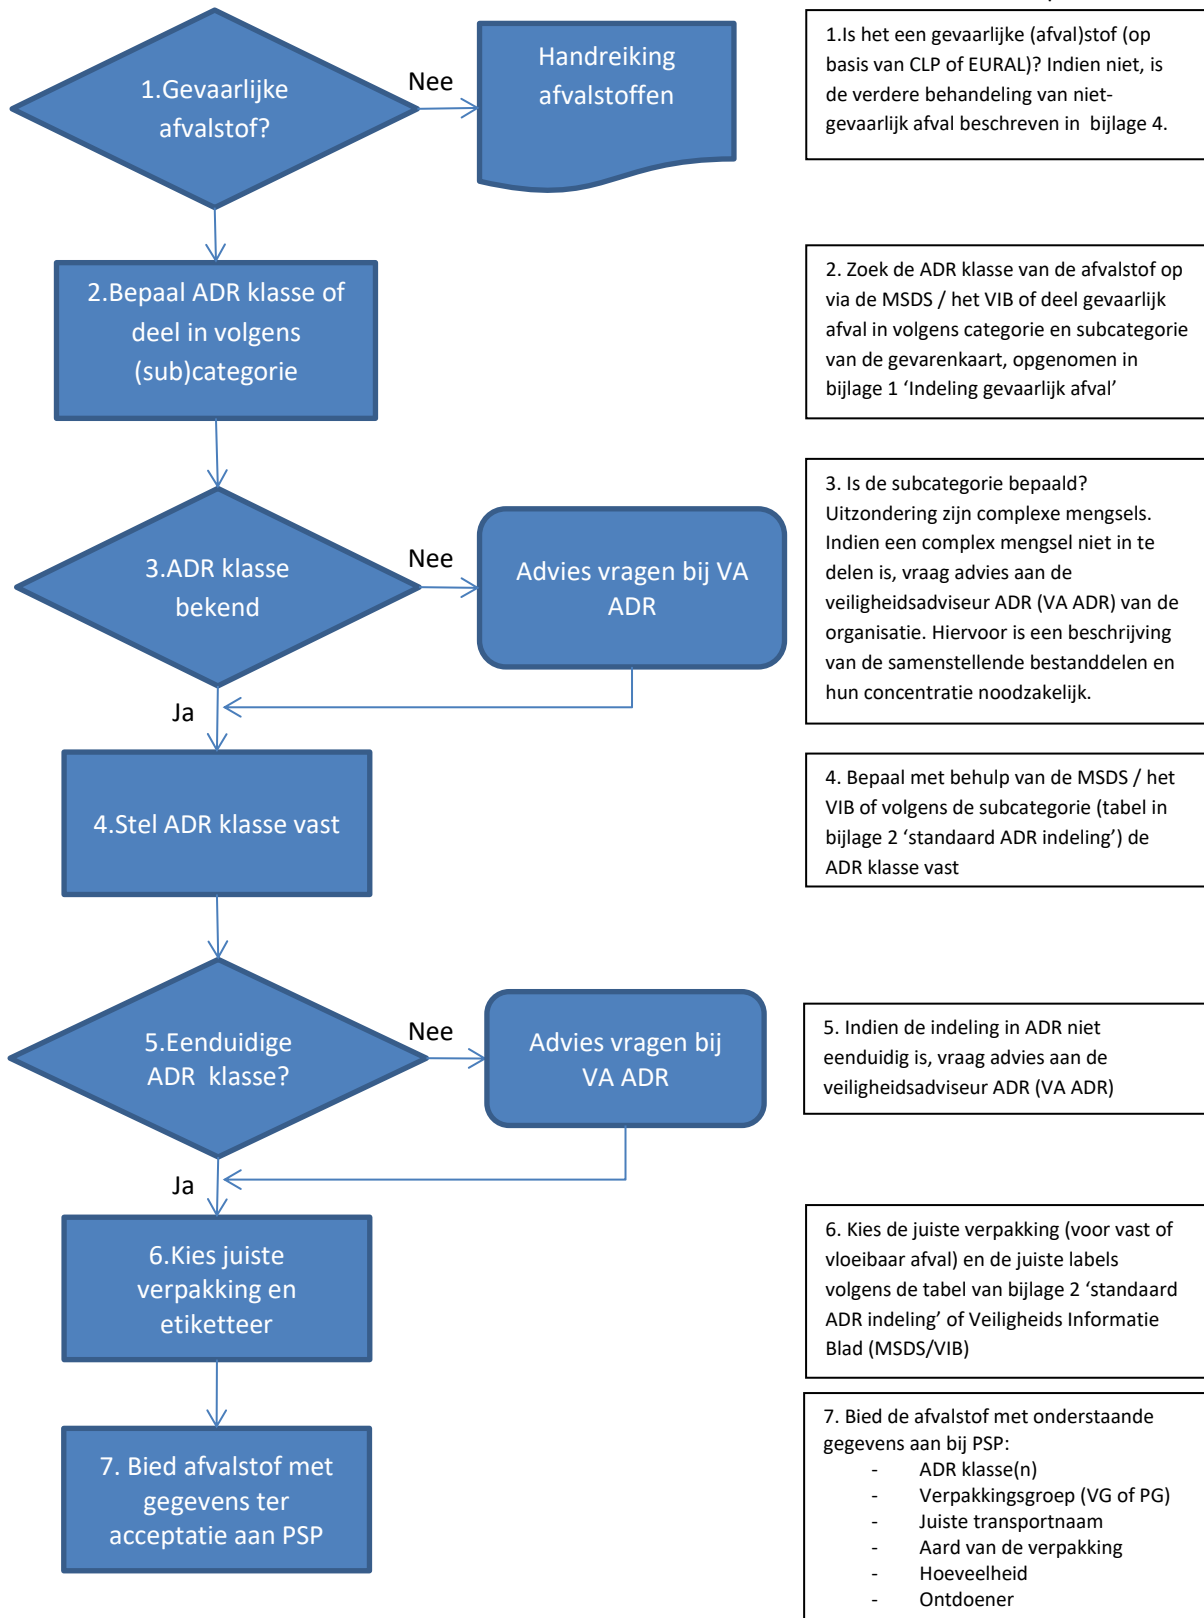 1.Gevaarlijke
afvalstof?
Nee
Handreiking
afvalstoffen
1.Is het een gevaarlijke (afval)stof (op
basis van CLP of EURAL)? Indien niet, is
de verdere behandeling van niet-
gevaarlijk afval beschreven in bijlage 4.
2.Bepaal ADR klasse of
deel in volgens
(sub)categorie
2. Zoek de ADR klasse van de afvalstof op
via de MSDS / het VIB of deel gevaarlijk
afval in volgens categorie en subcategorie
van de gevarenkaart, opgenomen in
bijlage 1 ‘Indeling gevaarlijk afval’
3.ADR klasse
bekend
Nee
Advies vragen bij VA
ADR
Ja
3. Is de subcategorie bepaald?
Uitzondering zijn complexe mengsels.
Indien een complex mengsel niet in te
delen is, vraag advies aan de
veiligheidsadviseur ADR (VA ADR) van de
organisatie. Hiervoor is een beschrijving
van de samenstellende bestanddelen en
hun concentratie noodzakelijk.
4.Stel ADR klasse vast
4. Bepaal met behulp van de MSDS / het
VIB of volgens de subcategorie (tabel in
bijlage 2 ‘standaard ADR indeling’) de
ADR klasse vast
5.Eenduidige
ADR klasse?
Nee
Advies vragen bij
VA ADR
Ja
5. Indien de indeling in ADR niet
eenduidig is, vraag advies aan de
veiligheidsadviseur ADR (VA ADR)
6.Kies juiste
verpakking en
etiketteer
6. Kies de juiste verpakking (voor vast of
vloeibaar afval) en de juiste labels
volgens de tabel van bijlage 2 ‘standaard
ADR indeling’ of Veiligheids Informatie
Blad (MSDS/VIB)
7. Bied afvalstof met
gegevens ter
acceptatie aan PSP
7. Bied de afvalstof met onderstaande
gegevens aan bij PSP:
- ADR klasse(n)
- Verpakkingsgroep (VG of PG)
- Juiste transportnaam
- Aard van de verpakking
- Hoeveelheid
- Ontdoener